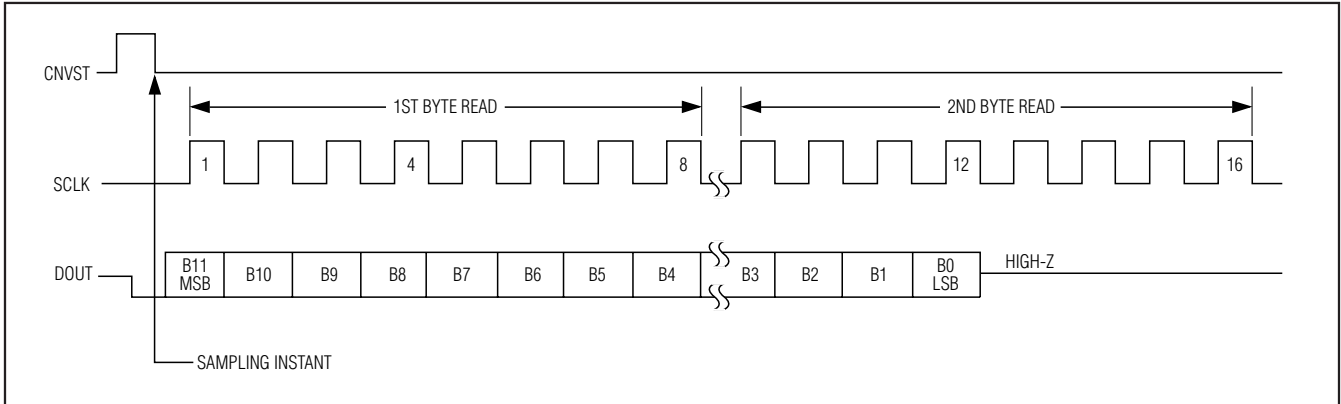 CNVST
1ST BYTE READ
2ND BYTE READ
SCLK
1
4
8
12
16
DOUT
B11
MSB
B10
B9
B8
B7
B6
B5
B4
B3
B2
B1
B0
LSB
HIGH-Z
SAMPLING INSTANT